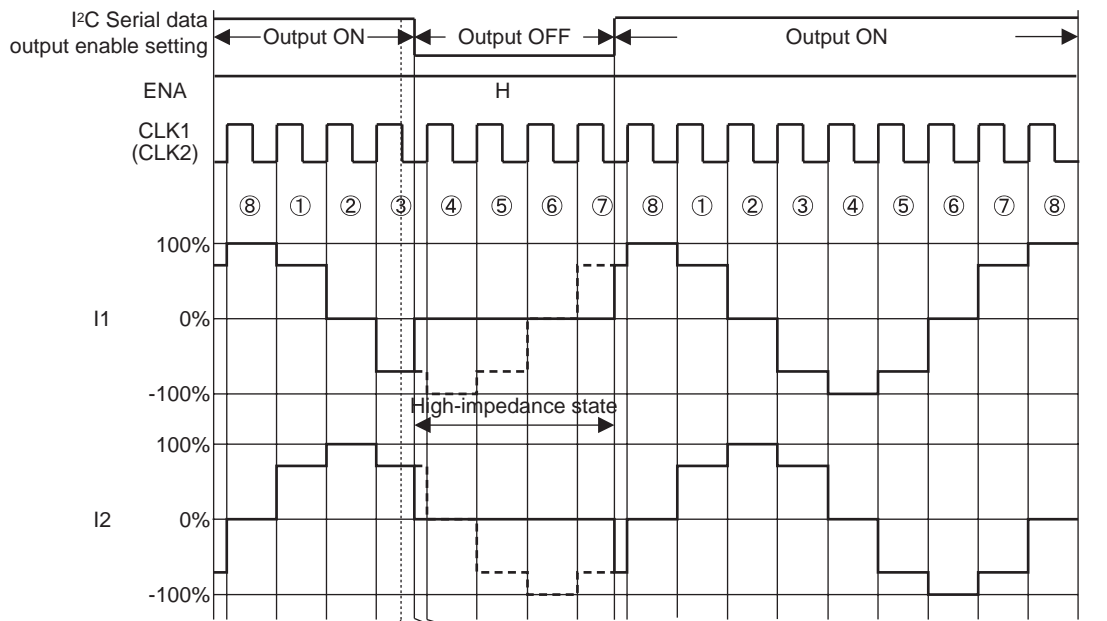 I2C Serial data
output enable setting
Output ON
Output OFF
Output ON
ENA
H
CLK1
(CLK2)
⑧ ① ② ③ ④ ⑤ ⑥ ⑦ ⑧ ① ② ③ ④ ⑤ ⑥ ⑦ ⑧
100%
I1
0%
-100%
High-impedance state
100%
I2
0%
-100%